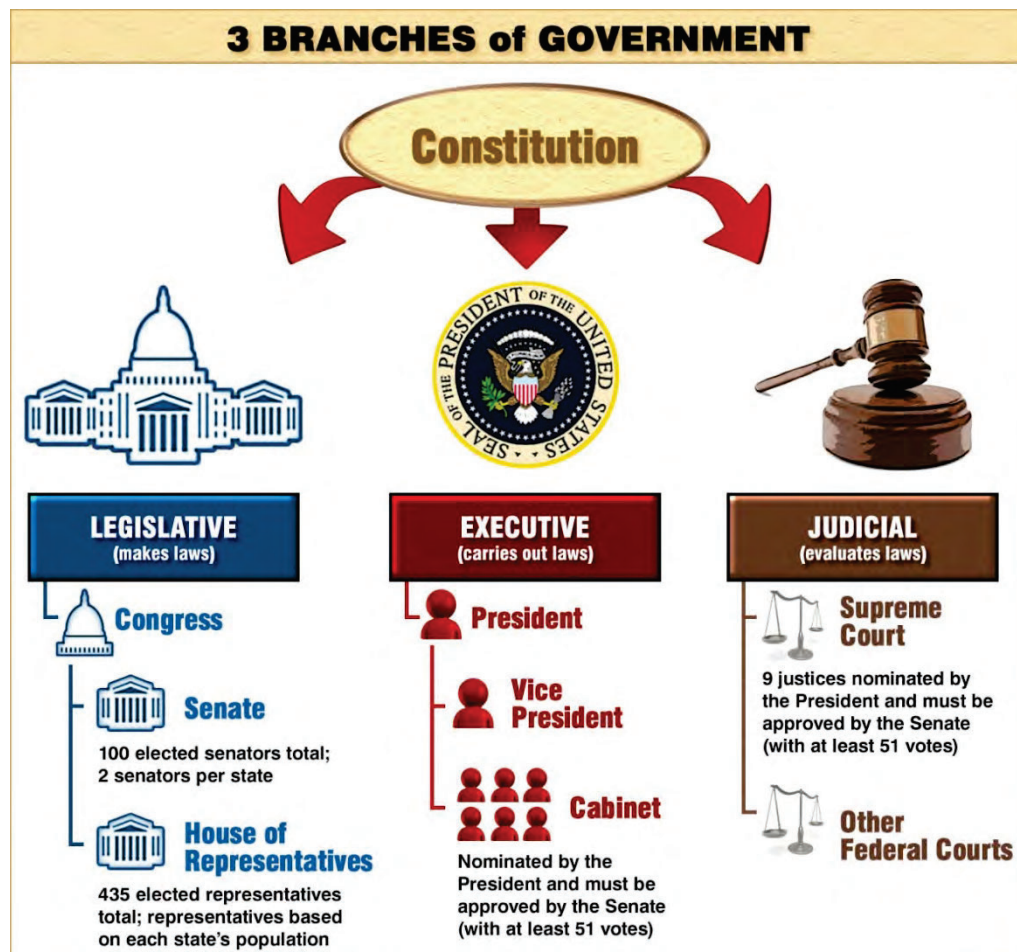 3 BRANCHES of GOVERNMENT
Constitution
SEAL OF THE PRESIDENT OF THE UNITED STATES
LEGISLATIVE
(makes laws)
Congress
Senate
100 elected senators total;
2 senators per state
House of
Representatives
435 elected representatives
total; representatives based
on each state's population
EXECUTIVE
(carries out laws)
President
Vice
President
Cabinet
Nominated by the
President and must be
approved by the Senate
(with at least 51 votes)
JUDICIAL
(evaluates laws)
Supreme
Court
9 justices nominated by
the President and must be
approved by the Senate
(with at least 51 votes)
Other
Federal Courts